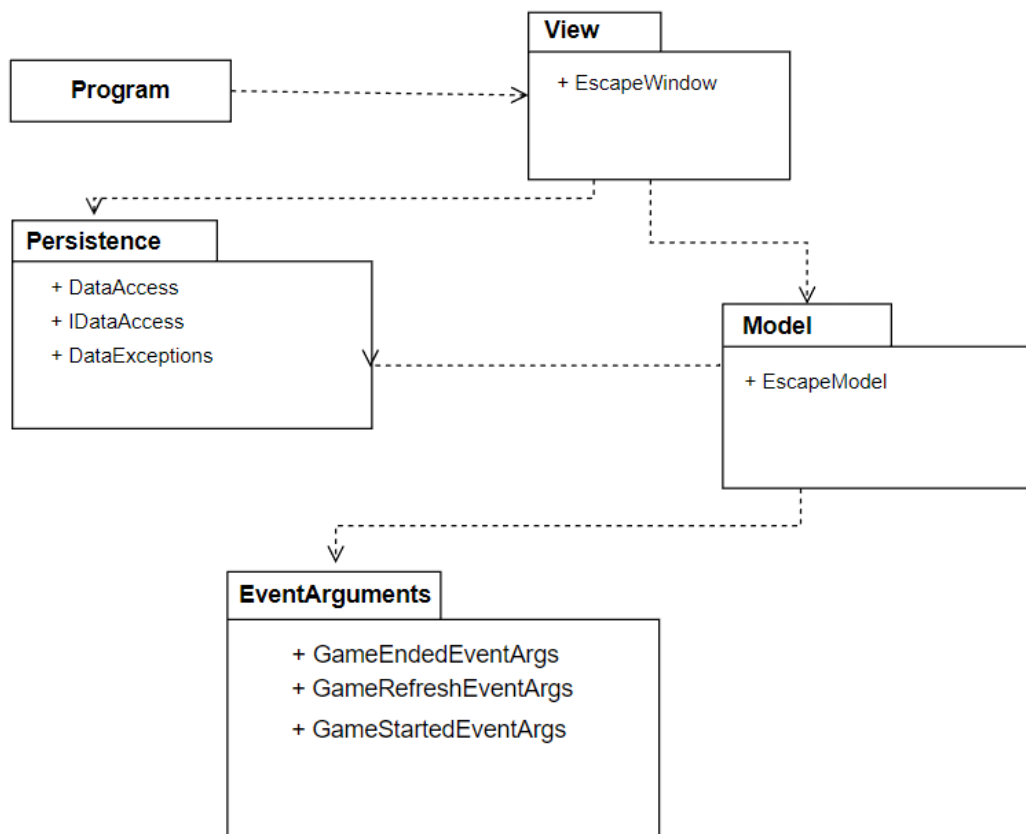 Program
View
+ EscapeWindow
Persistence
+ DataAccess
+ IDataAccess
+ DataExceptions
Model
+ EscapeModel
EventArguments
+ GameEndedEventArgs
+ GameRefreshEventArgs
+ GameStartedEventArgs